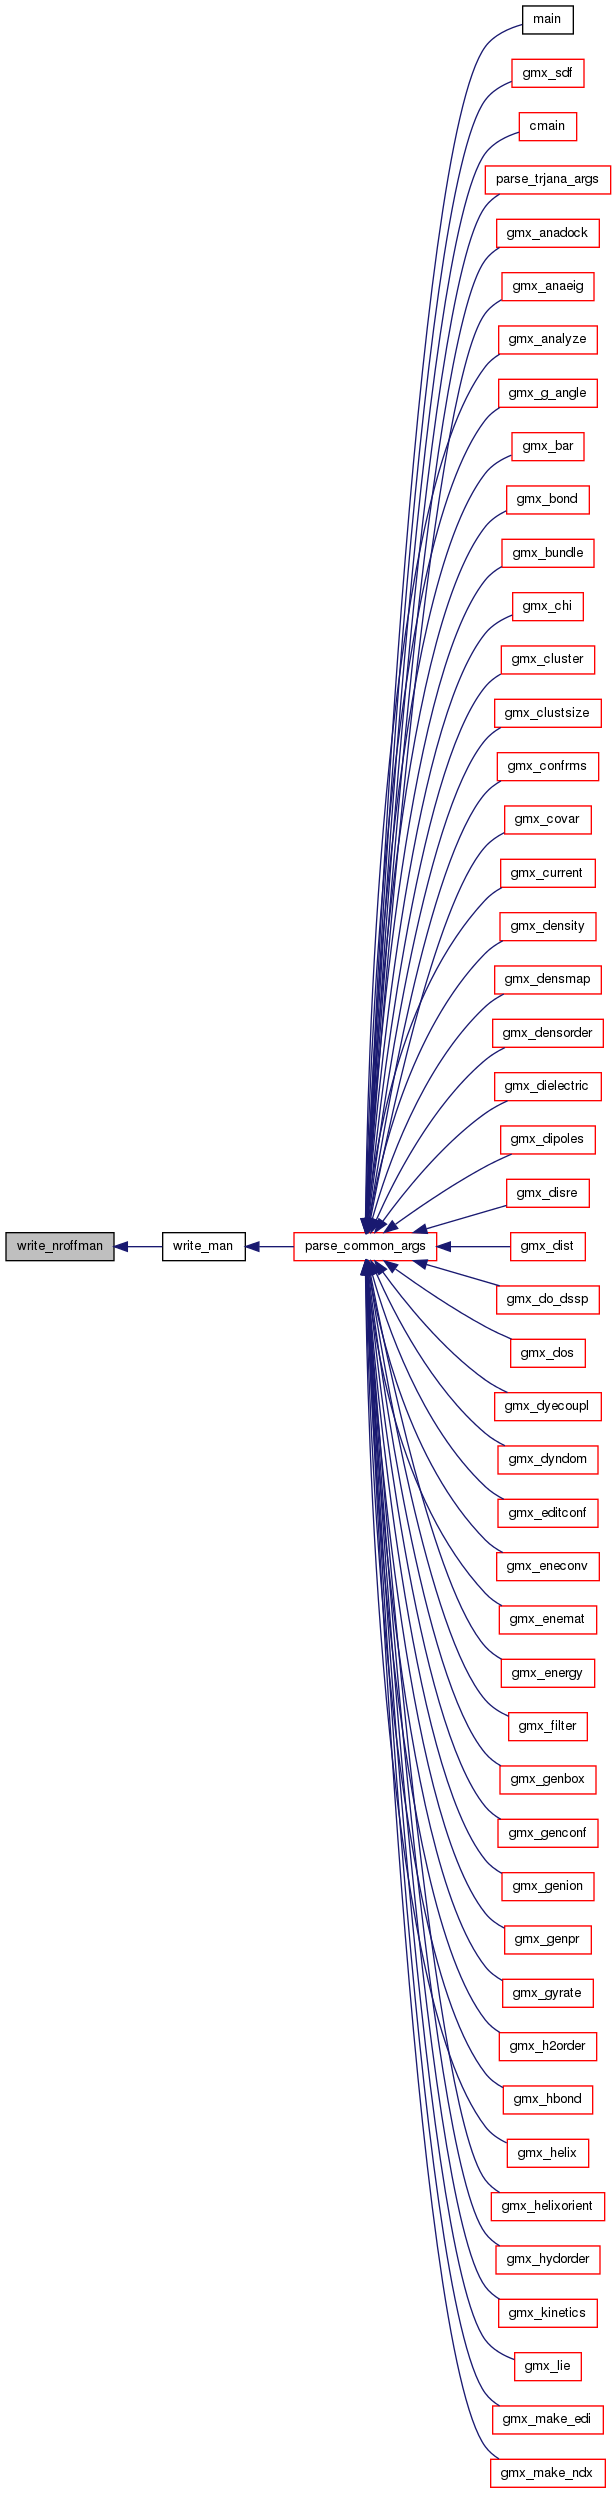 main
gmx_sdf
cmain
parse_trjana_args
gmx_anadock
gmx_anaeig
gmx_analyze
gmx_g_angle
gmx_bar
gmx_bond
gmx_bundle
gmx_chi
gmx_cluster
gmx_clustsize
gmx_confrms
gmx_covar
gmx_current
gmx_density
gmx_densmap
gmx_densorder
gmx_dielectric
gmx_dipoles
gmx_disre
write_nroffman
write_man
parse_common_args
gmx_dist
gmx_do_dssp
gmx_dos
gmx_dyecoupl
gmx_dyndom
gmx_editconf
gmx_eneconv
gmx_enemat
gmx_energy
gmx_filter
gmx_genbox
gmx_genconf
gmx_genion
gmx_genpr
gmx_gyrate
gmx_h2order
gmx_hbond
gmx_helix
gmx_helixorient
gmx_hydorder
gmx_kinetics
gmx_lie
gmx_make_edi
gmx_make_ndx